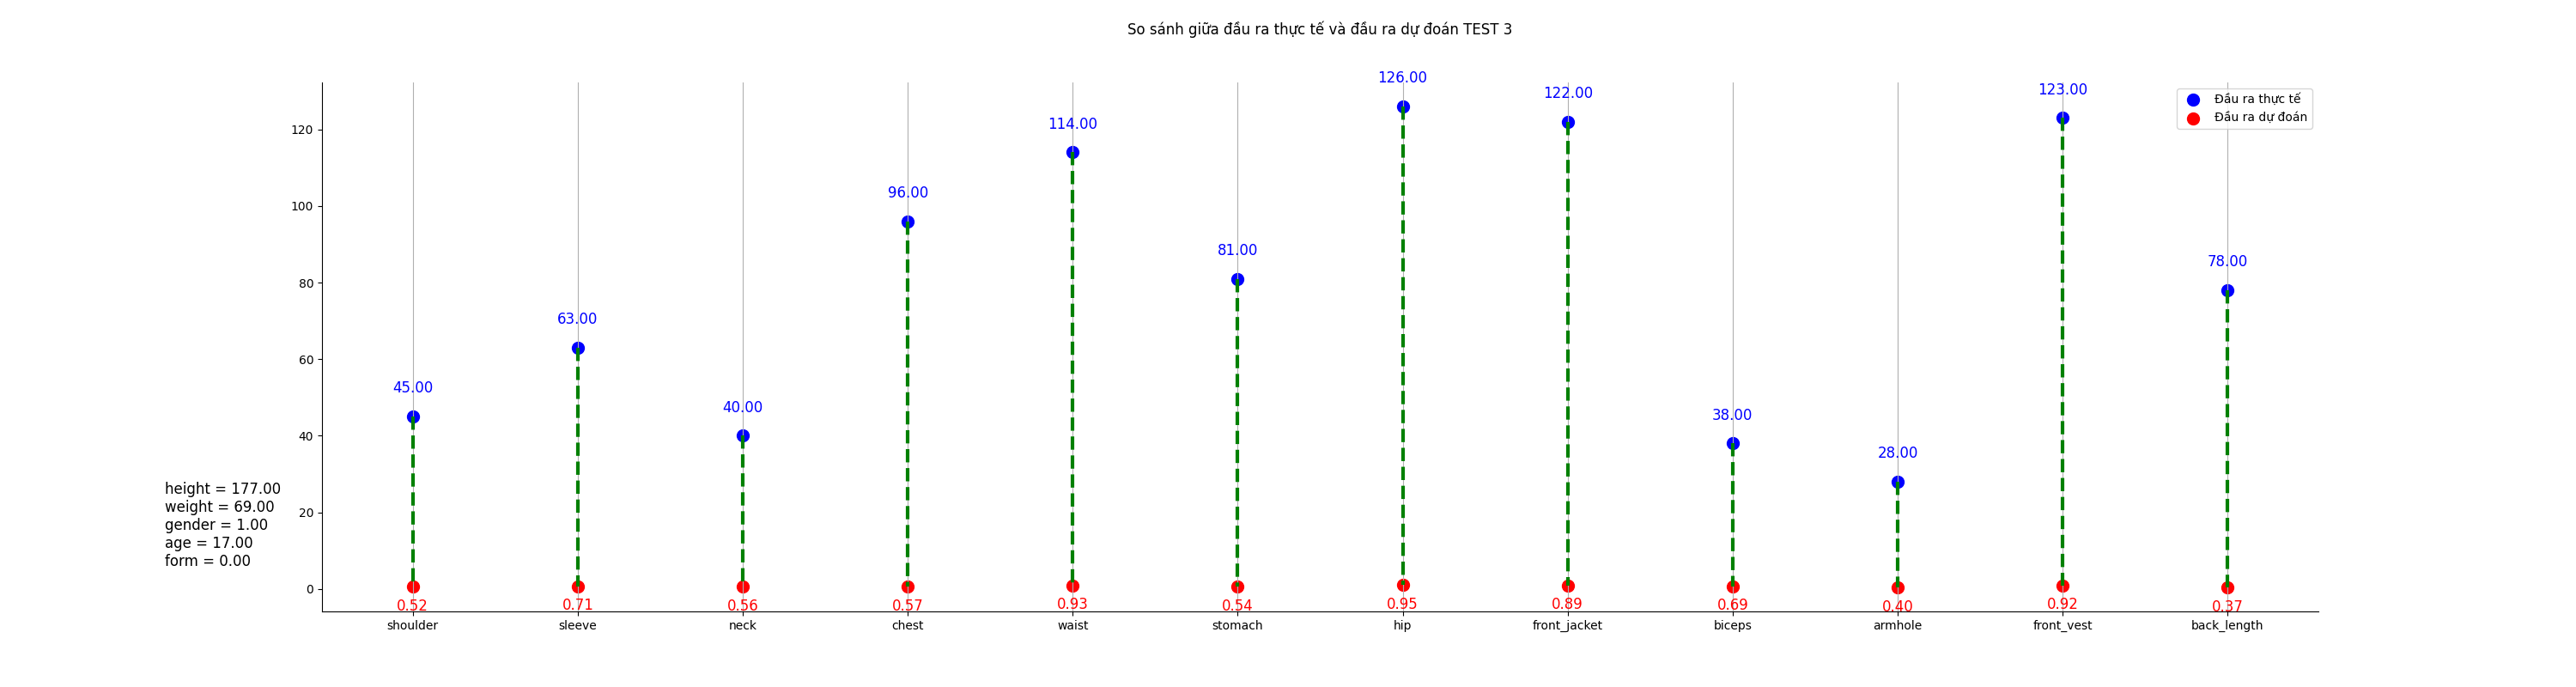 So sánh giữa đầu ra thực tế và đầu ra dự đoán TEST 3
126.00
122.00
123.00
Đầu ra thực tế
Đầu ra dự đoán
120
114.00
100
96.00
81.00
78.00
80
63.00
60
45.00
40.00
38.00
40
28.00
height = 177.00
weight = 69.00
gender = 1.00
age = 17.00
form = 0.00
20
0
0.52 0.71 0.56 0.57 0.93 0.54 0.95 0.89 0.69 0.40 0.92 0.37
shoulder sleeve neck chest waist stomach hip front_jacket biceps armhole front_vest back_length